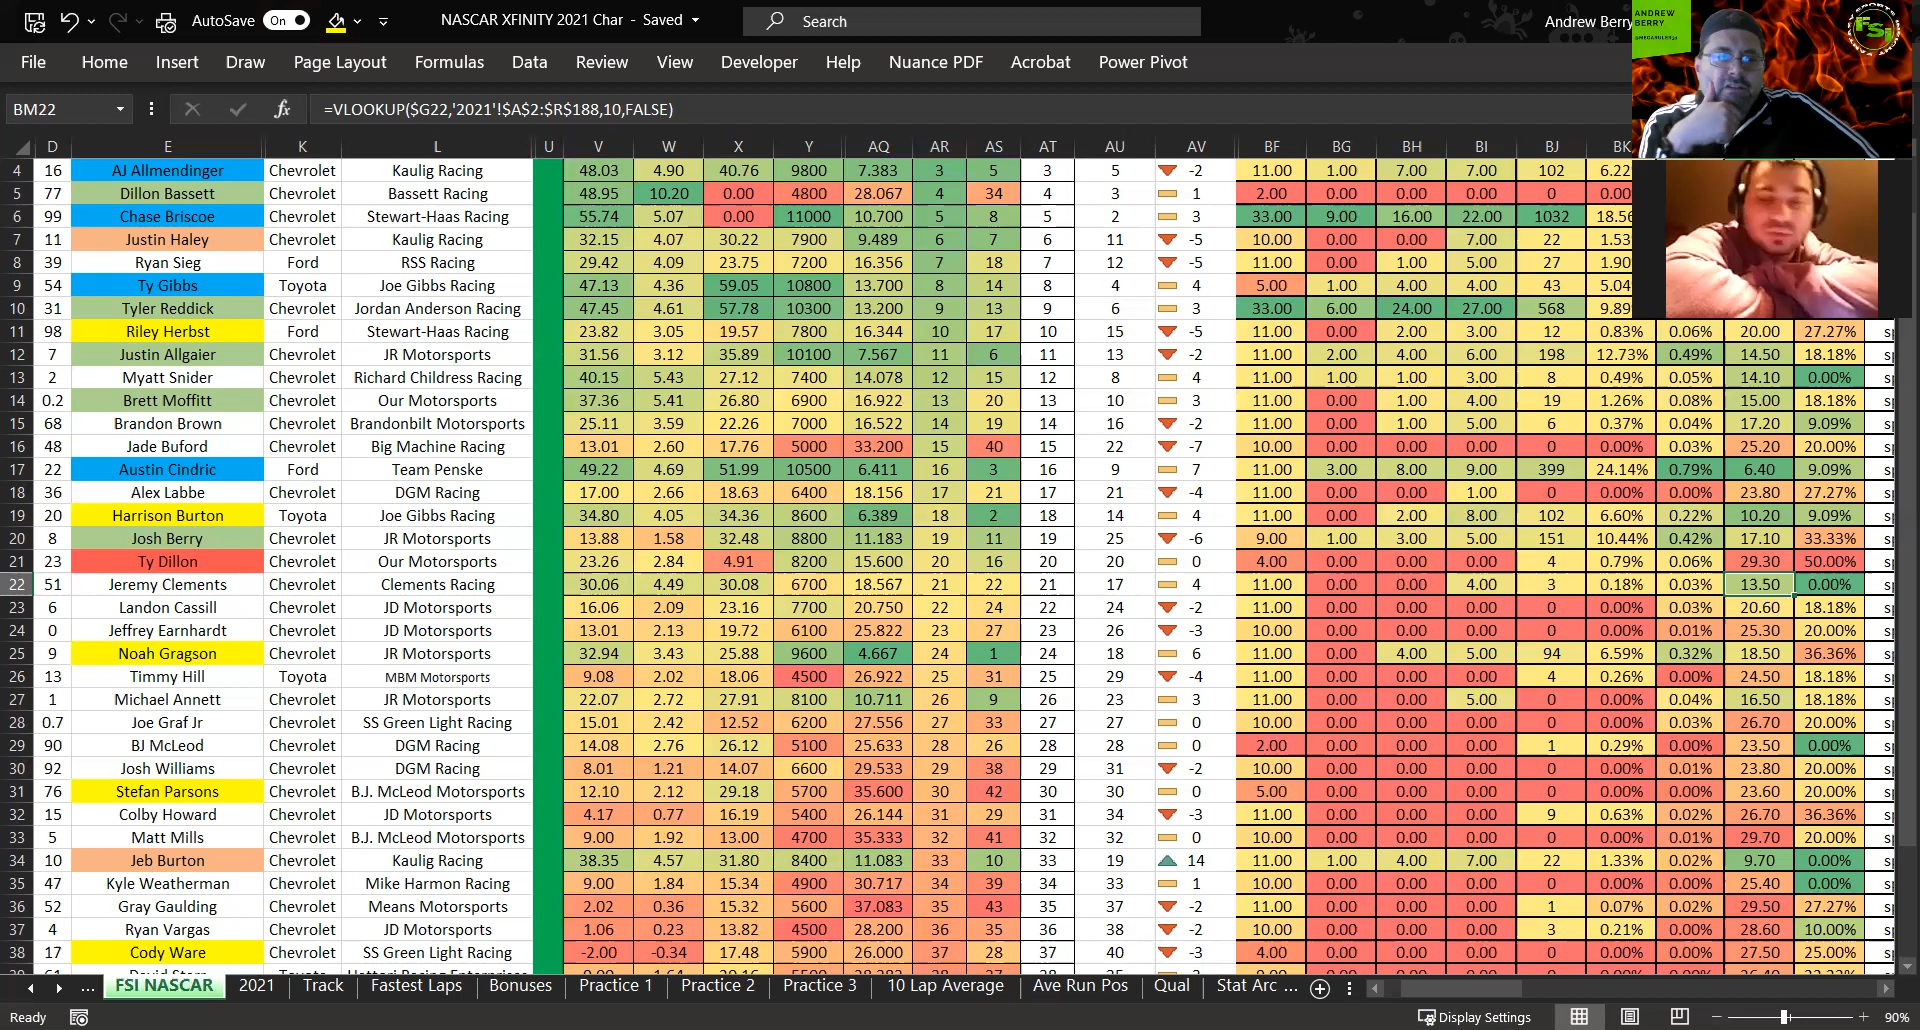 AutoSave On NASCAR XFINITY 2021 Char - Saved Search Andrew Berry
ANDREW BERRY
FSi
File Home Insert Draw Page Layout Formulas Data Review View Developer Help Nuance PDF Acrobat Power Pivot
BM22 fx =VLOOKUP($G22,'2021'!$A$2:$R$188,10,FALSE)
D E K L U V W X Y AQ AR AS AT AU AV BF BG BH BI BJ BK
4 16 AJ Allmendinger Chevrolet Kaulig Racing 48.03 4.90 40.76 9800 7.383 3 5 3 5 -2 11.00 1.00 7.00 7.00 102 6.22
5 77 Dillon Bassett Chevrolet Bassett Racing 48.95 10.20 0.00 4800 28.067 4 34 4 3 1 2.00 0.00 0.00 0.00 0 0.00
6 99 Chase Briscoe Chevrolet Stewart-Haas Racing 55.74 5.07 0.00 11000 10.700 5 8 5 2 3 33.00 9.00 16.00 22.00 1032 18.56
7 11 Justin Haley Chevrolet Kaulig Racing 32.15 4.07 30.22 7900 9.489 6 7 6 11 -5 10.00 0.00 0.00 7.00 22 1.53
8 39 Ryan Sieg Ford RSS Racing 29.42 4.09 23.75 7200 16.356 7 18 7 12 -5 11.00 0.00 1.00 5.00 27 1.90
9 54 Ty Gibbs Toyota Joe Gibbs Racing 47.13 4.36 59.05 10800 13.700 8 14 8 4 4 5.00 1.00 4.00 4.00 43 5.04
10 31 Tyler Reddick Chevrolet Jordan Anderson Racing 47.45 4.61 57.78 10300 13.200 9 13 9 6 3 33.00 6.00 24.00 27.00 568 9.89
11 98 Riley Herbst Ford Stewart-Haas Racing 23.82 3.05 19.57 7800 16.344 10 17 10 15 -5 11.00 0.00 2.00 3.00 12 0.83% 0.06% 20.00 27.27%
12 7 Justin Allgaier Chevrolet JR Motorsports 31.56 3.12 35.89 10100 7.567 11 6 11 13 -2 11.00 2.00 4.00 6.00 198 12.73% 0.49% 14.50 18.18%
13 2 Myatt Snider Chevrolet Richard Childress Racing 40.15 5.43 27.12 7400 14.078 12 15 12 8 4 11.00 1.00 1.00 3.00 8 0.49% 0.05% 14.10 0.00%
14 0.2 Brett Moffitt Chevrolet Our Motorsports 37.36 5.41 26.80 6900 16.922 13 20 13 10 3 11.00 0.00 1.00 4.00 19 1.26% 0.08% 15.00 18.18%
15 68 Brandon Brown Chevrolet Brandonbilt Motorsports 25.11 3.59 22.26 7000 16.522 14 19 14 16 -2 11.00 0.00 1.00 5.00 6 0.37% 0.04% 17.20 9.09%
16 48 Jade Buford Chevrolet Big Machine Racing 13.01 2.60 17.76 5000 33.200 15 40 15 22 -7 10.00 0.00 0.00 0.00 0 0.00% 0.03% 25.20 20.00%
17 22 Austin Cindric Ford Team Penske 49.22 4.69 51.99 10500 6.411 16 3 16 9 7 11.00 3.00 8.00 9.00 399 24.14% 0.79% 6.40 9.09%
18 36 Alex Labbe Chevrolet DGM Racing 17.00 2.66 18.63 6400 18.156 17 21 17 21 -4 11.00 0.00 0.00 1.00 0 0.00% 0.00% 23.80 27.27%
19 20 Harrison Burton Toyota Joe Gibbs Racing 34.80 4.05 34.36 8600 6.389 18 2 18 14 4 11.00 0.00 2.00 8.00 102 6.60% 0.22% 10.20 9.09%
20 8 Josh Berry Chevrolet JR Motorsports 13.88 1.58 32.48 8800 11.183 19 11 19 25 -6 9.00 1.00 3.00 5.00 151 10.44% 0.42% 17.10 33.33%
21 23 Ty Dillon Chevrolet Our Motorsports 23.26 2.84 4.91 8200 15.600 20 16 20 20 0 4.00 0.00 0.00 0.00 4 0.79% 0.06% 29.30 50.00%
22 51 Jeremy Clements Chevrolet Clements Racing 30.06 4.49 30.08 6700 18.567 21 22 21 17 4 11.00 0.00 0.00 4.00 3 0.18% 0.03% 13.50 0.00%
23 6 Landon Cassill Chevrolet JD Motorsports 16.06 2.09 23.16 7700 20.750 22 24 22 24 -2 11.00 0.00 0.00 0.00 0 0.00% 0.03% 20.60 18.18%
24 0 Jeffrey Earnhardt Chevrolet JD Motorsports 13.01 2.13 19.72 6100 25.822 23 27 23 26 -3 10.00 0.00 0.00 0.00 0 0.00% 0.01% 25.30 20.00%
25 9 Noah Gragson Chevrolet JR Motorsports 32.94 3.43 25.88 9600 4.667 24 1 24 18 6 11.00 0.00 4.00 5.00 94 6.59% 0.32% 18.50 36.36%
26 13 Timmy Hill Toyota MBM Motorsports 9.08 2.02 18.06 4500 26.922 25 31 25 29 -4 11.00 0.00 0.00 0.00 4 0.26% 0.00% 24.50 18.18%
27 1 Michael Annett Chevrolet JR Motorsports 22.07 2.72 27.91 8100 10.711 26 9 26 23 3 11.00 0.00 0.00 5.00 0 0.00% 0.04% 16.50 18.18%
28 0.7 Joe Graf Jr Chevrolet SS Green Light Racing 15.01 2.42 12.52 6200 27.556 27 33 27 27 0 10.00 0.00 0.00 0.00 0 0.00% 0.03% 26.70 20.00%
29 90 BJ McLeod Chevrolet DGM Racing 14.08 2.76 26.12 5100 25.633 28 26 28 28 0 2.00 0.00 0.00 0.00 1 0.29% 0.00% 23.50 0.00%
30 92 Josh Williams Chevrolet DGM Racing 8.01 1.21 14.07 6600 29.533 29 38 29 31 -2 10.00 0.00 0.00 0.00 0 0.00% 0.01% 23.80 20.00%
31 76 Stefan Parsons Chevrolet B.J. McLeod Motorsports 12.10 2.12 29.18 5700 35.600 30 42 30 30 0 5.00 0.00 0.00 0.00 0 0.00% 0.00% 23.60 20.00%
32 15 Colby Howard Chevrolet JD Motorsports 4.17 0.77 16.19 5400 26.144 31 29 31 34 -3 11.00 0.00 0.00 0.00 9 0.63% 0.02% 26.70 36.36%
33 5 Matt Mills Chevrolet B.J. McLeod Motorsports 9.00 1.92 13.00 4700 35.333 32 41 32 32 0 10.00 0.00 0.00 0.00 0 0.00% 0.01% 29.70 20.00%
34 10 Jeb Burton Chevrolet Kaulig Racing 38.35 4.57 31.80 8400 11.083 33 10 33 19 14 11.00 1.00 4.00 7.00 22 1.33% 0.02% 9.70 0.00%
35 47 Kyle Weatherman Chevrolet Mike Harmon Racing 9.00 1.84 15.34 4900 30.717 34 39 34 33 1 10.00 0.00 0.00 0.00 0 0.00% 0.00% 25.40 0.00%
36 52 Gray Gaulding Chevrolet Means Motorsports 2.02 0.36 15.32 5600 37.083 35 43 35 37 -2 11.00 0.00 0.00 0.00 1 0.07% 0.02% 29.50 27.27%
37 4 Ryan Vargas Chevrolet JD Motorsports 1.06 0.23 13.82 4500 28.200 36 35 36 38 -2 10.00 0.00 0.00 0.00 3 0.21% 0.00% 28.60 10.00%
38 17 Cody Ware Chevrolet SS Green Light Racing -2.00 -0.34 17.48 5900 26.000 37 28 37 40 -3 4.00 0.00 0.00 0.00 0 0.00% 0.00% 27.50 25.00%
... FSI NASCAR 2021 Track Fastest Laps Bonuses Practice 1 Practice 2 Practice 3 10 Lap Average Ave Run Pos Qual Stat Arc ...
Ready Display Settings 90%